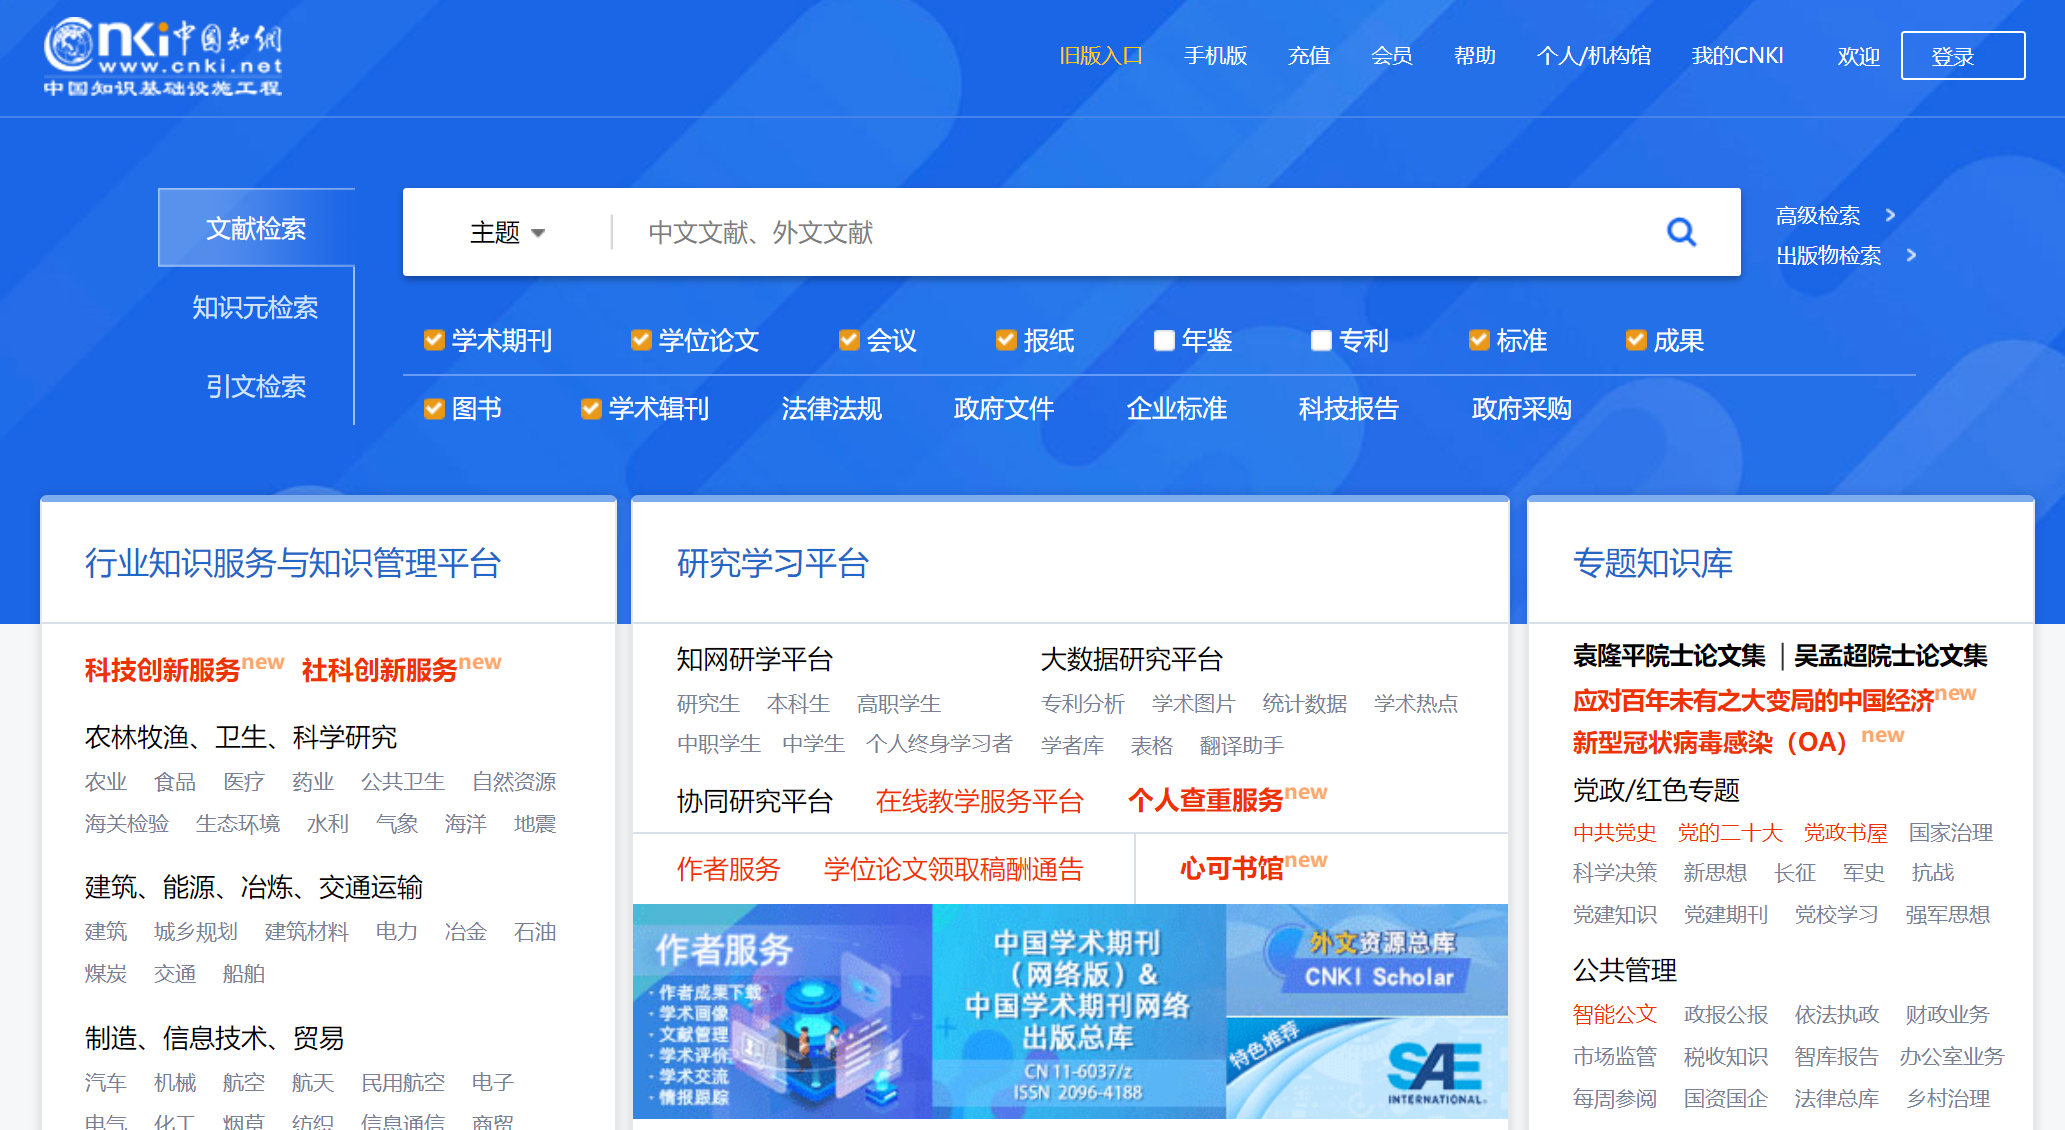 cnki中国知网
www.cnki.net
中国知识基础设施工程
旧版入口 手机版 充值 会员 帮助 个人/机构馆 我的CNKI 欢迎 登录
文献检索
知识元检索
引文检索
主题 中文文献、外文文献
高级检索 >
出版物检索 >
学术期刊 学位论文 会议 报纸 年鉴 专利 标准 成果
图书 学术辑刊 法律法规 政府文件 企业标准 科技报告 政府采购
行业知识服务与知识管理平台
科技创新服务new 社科创新服务new
农林牧渔、卫生、科学研究
农业 食品 医疗 药业 公共卫生 自然资源
海关检验 生态环境 水利 气象 海洋 地震
建筑、能源、冶炼、交通运输
建筑 城乡规划 建筑材料 电力 冶金 石油
煤炭 交通 船舶
制造、信息技术、贸易
汽车 机械 航空 航天 民用航空 电子
电气 化工 烟草 纺织 信息通信 商贸
研究学习平台
知网研学平台
研究生 本科生 高职学生
中职学生 中学生 个人终身学习者
大数据研究平台
专利分析 学术图片 统计数据 学术热点
学者库 表格 翻译助手
协同研究平台 在线教学服务平台 个人查重服务new
作者服务 学位论文领取稿酬通告 心可书馆new
作者服务
·作者成果下载
·学术画像
·文献管理
·学术评价
·学术交流
·情报跟踪
中国学术期刊
（网络版）&
中国学术期刊网络
出版总库
CN 11-6037/z
ISSN 2096-4188
外文资源总库
CNKI Scholar
特色推荐
SAE
INTERNATIONAL
专题知识库
袁隆平院士论文集｜吴孟超院士论文集
应对百年未有之大变局的中国经济new
新型冠状病毒感染（OA）new
党政/红色专题
中共党史 党的二十大 党政书屋 国家治理
科学决策 新思想 长征 军史 抗战
党建知识 党建期刊 党校学习 强军思想
公共管理
智能公文 政报公报 依法执政 财政业务
市场监管 税收知识 智库报告 办公室业务
每周参阅 国资国企 法律总库 乡村治理